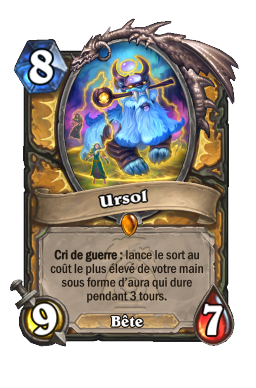 8
Ursol
Cri de guerre : lance le sort au
coût le plus élevé de votre main
sous forme d'aura qui dure
pendant 3 tours.
9
Bête
7